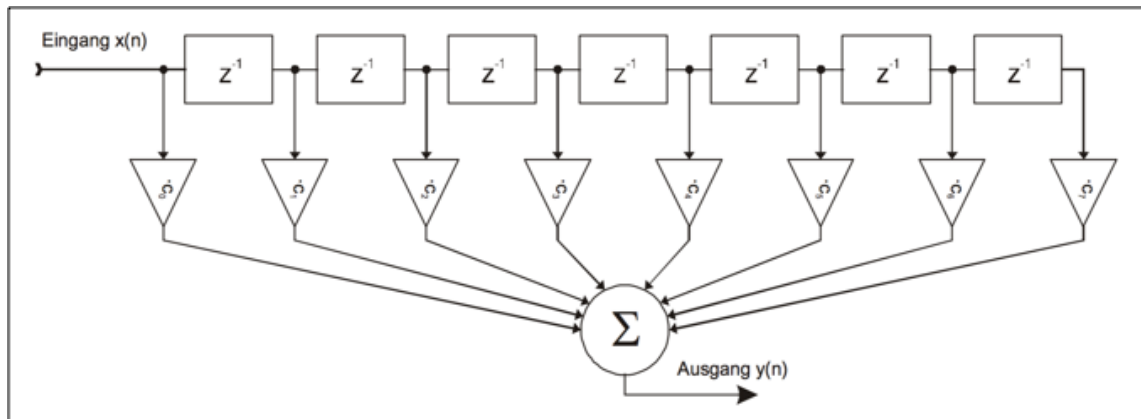 Eingang x(n)
z⁻¹ z⁻¹ z⁻¹ z⁻¹ z⁻¹ z⁻¹ z⁻¹
-C₀ -C₁ -C₂ -C₃ -C₄ -C₅ -C₆ -C₇
Σ
Ausgang y(n)